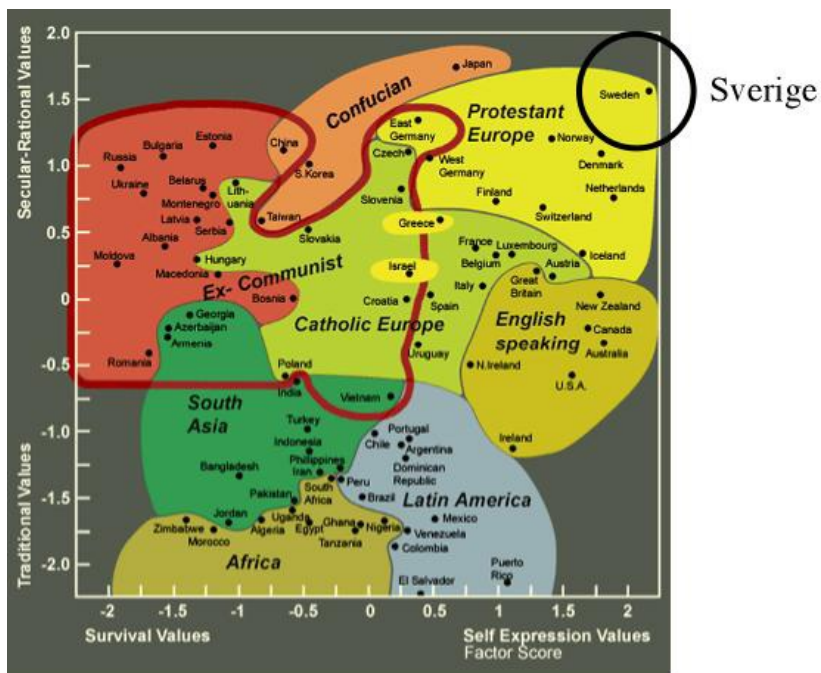 2.0
1.5
1.0
0.5
0
-0.5
-1.0
-1.5
-2.0
Secular-Rational Values
Traditional Values
Japan
Confucian
Sweden
Sverige
East
Germany
Protestant
Europe
Estonia
China
Bulgaria
Russia
S.Korea
Czech
West
Germany
Norway
Denmark
Ukraine
Belarus
Lith-
uania
Montenegro
Slovenia
Finland
Netherlands
Switzerland
Latvia
Serbia
Taiwan
Slovakia
Greece
Albania
Moldova
Hungary
Macedonia
Ex- Communist
Israel
France
Luxembourg
Belgium
Austria
Iceland
Great
Britain
Italy
Bosnia
Croatia
Spain
Catholic Europe
English
speaking
New Zealand
Canada
Australia
Georgia
Azerbaijan
Armenia
Romania
Uruguay
N.Ireland
U.S.A.
Poland
India
Vietnam
South
Asia
Turkey
Indonesia
Phillippines
Iran
Bangladesh
Chile
Portugal
Argentina
Dominican
Republic
Ireland
South
Africa
Peru
Brazil
Latin America
Pakistan
Jordan
Uganda
Zimbabwe
Morocco
Algeria
Egypt
Ghana
Tanzania
Nigeria
Mexico
Venezuela
Colombia
Africa
El Salvador
Puerto
Rico
-2 -1.5 -1 -0.5 0 0.5 1 1.5 2
Survival Values
Self Expression Values
Factor Score